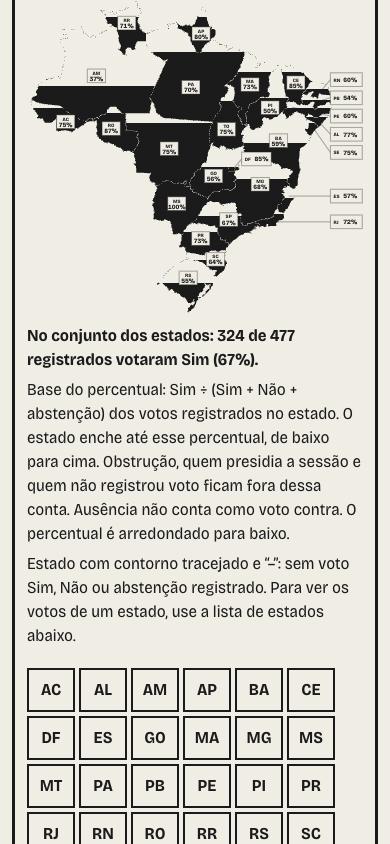 RR 71%
AP 80%
AM 37%
PA 70%
MA 73%
CE 85%
RN 60%
PB 54%
PE 60%
AL 77%
SE 75%
AC 75%
RO 87%
TO 75%
PI 50%
BA 59%
MT 75%
DF 85%
GO 56%
MG 68%
ES 57%
MS 100%
SP 67%
RJ 72%
PR 73%
SC 64%
RS 55%
No conjunto dos estados: 324 de 477
registrados votaram Sim (67%).
Base do percentual: Sim ÷ (Sim + Não +
abstenção) dos votos registrados no estado. O
estado enche até esse percentual, de baixo
para cima. Obstrução, quem presidia a sessão e
quem não registrou voto ficam fora dessa
conta. Ausência não conta como voto contra. O
percentual é arredondado para baixo.
Estado com contorno tracejado e “–”: sem voto
Sim, Não ou abstenção registrado. Para ver os
votos de um estado, use a lista de estados
abaixo.
AC AL AM AP BA CE
DF ES GO MA MG MS
MT PA PB PE PI PR
RJ RN RO RR RS SC